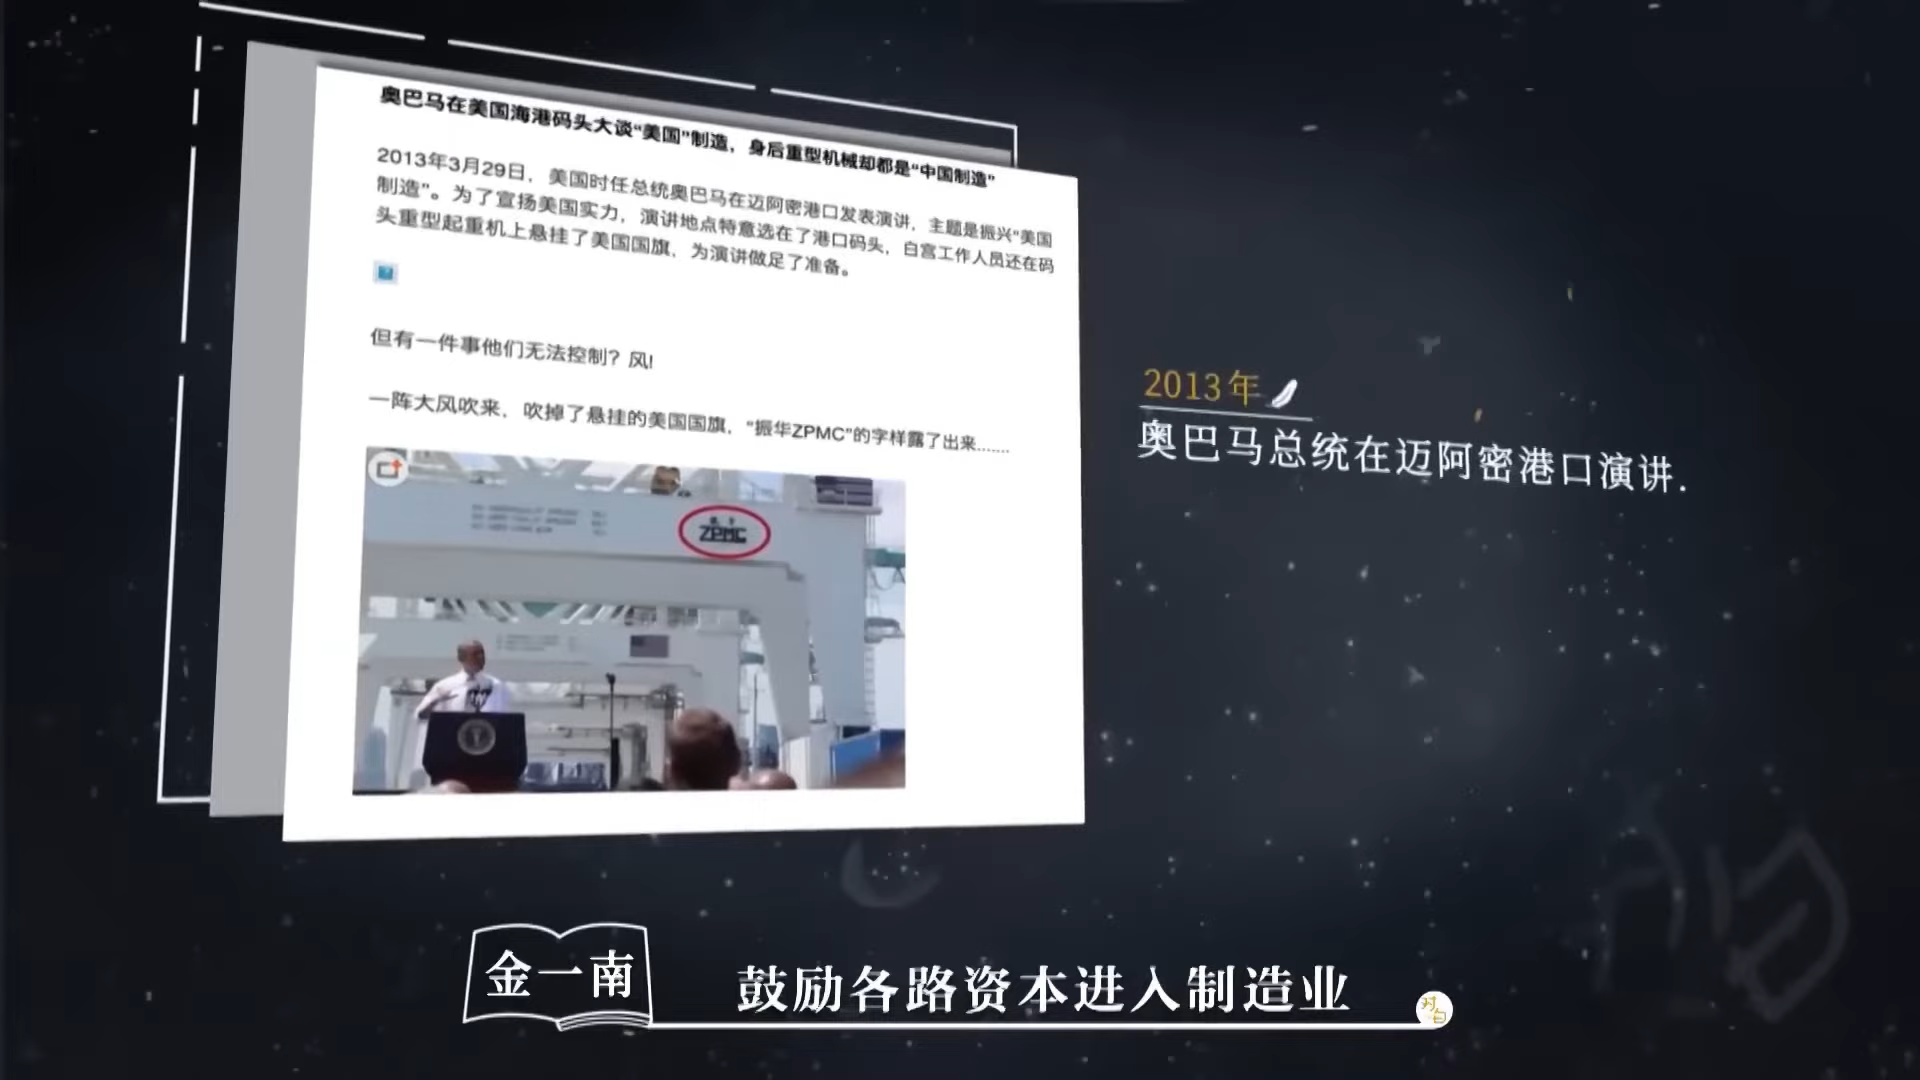 奥巴马在美国海港码头大谈“美国”制造，身后重型机械却都是“中国制造”
2013年3月29日，美国时任总统奥巴马在迈阿密港口发表演讲，主题是振兴“美国
制造”。为了宣扬美国实力，演讲地点特意选在了港口码头，白宫工作人员还在码
头重型起重机上悬挂了美国国旗，为演讲做足了准备。
但有一件事他们无法控制？风!
一阵大风吹来，吹掉了悬挂的美国国旗，“振华ZPMC”的字样露了出来......
ZPMC
2013年
奥巴马总统在迈阿密港口演讲.
金一南
鼓励各路资本进入制造业
对白